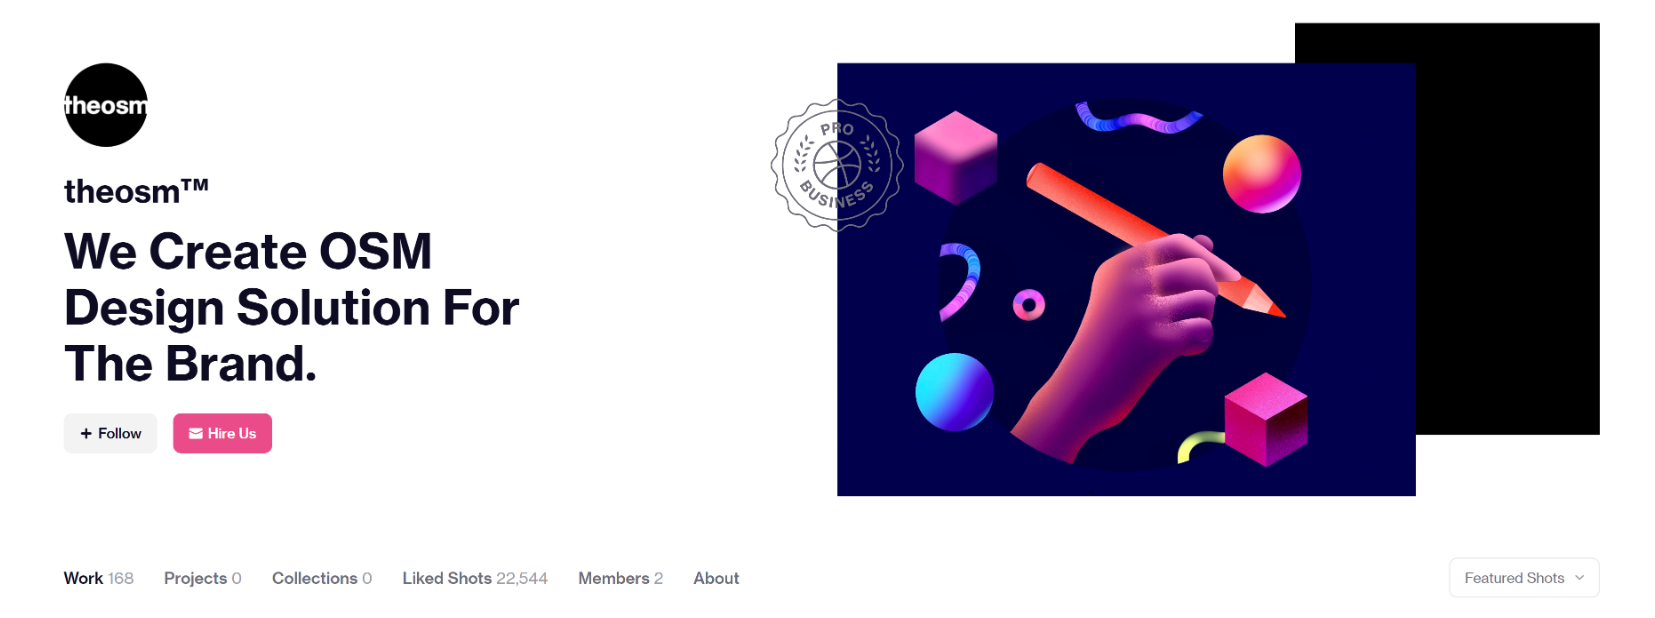 theosm
theosm™
We Create OSM
Design Solution For
The Brand.
+ Follow
Hire Us
PRO
BUSINESS
Work 168
Projects 0
Collections 0
Liked Shots 22,544
Members 2
About
Featured Shots